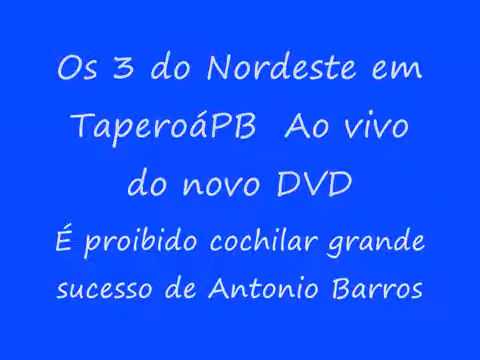 Os 3 do Nordeste em
TaperoáPB  Ao vivo
do novo DVD
É proibido cochilar grande
sucesso de Antonio Barros